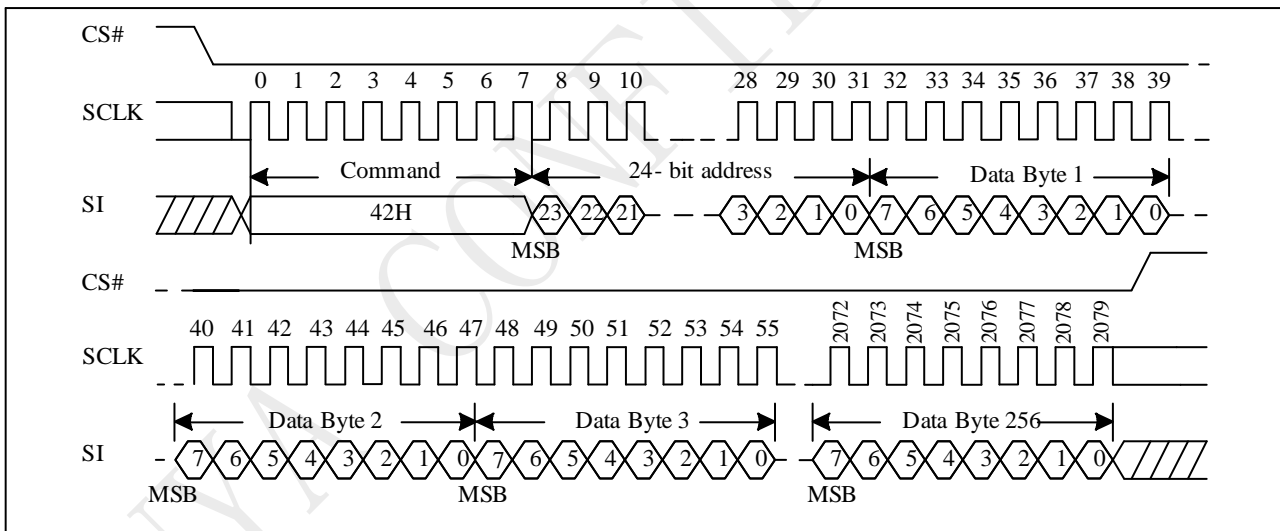 CS#
0 1 2 3 4 5 6 7 8 9 10 28 29 30 31 32 33 34 35 36 37 38 39
SCLK
Command 24- bit address Data Byte 1
SI 42H 23 22 21 3 2 1 0 7 6 5 4 3 2 1 0
MSB MSB
CS#
40 41 42 43 44 45 46 47 48 49 50 51 52 53 54 55 2072 2073 2074 2075 2076 2077 2078 2079
SCLK
Data Byte 2 Data Byte 3 Data Byte 256
SI 7 6 5 4 3 2 1 0 7 6 5 4 3 2 1 0 7 6 5 4 3 2 1 0
MSB MSB MSB